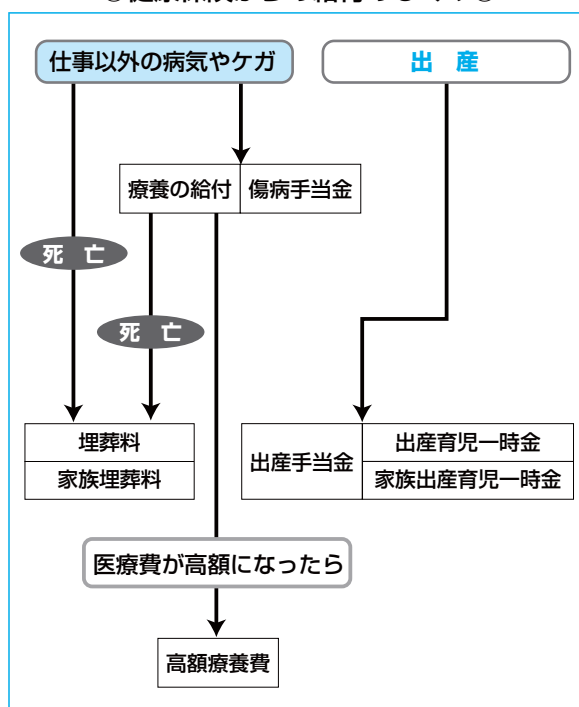 仕事以外の病気やケガ
出 産
療養の給付
傷病手当金
死 亡
死 亡
埋葬料
家族埋葬料
出産手当金
出産育児一時金
家族出産育児一時金
医療費が高額になったら
高額療養費